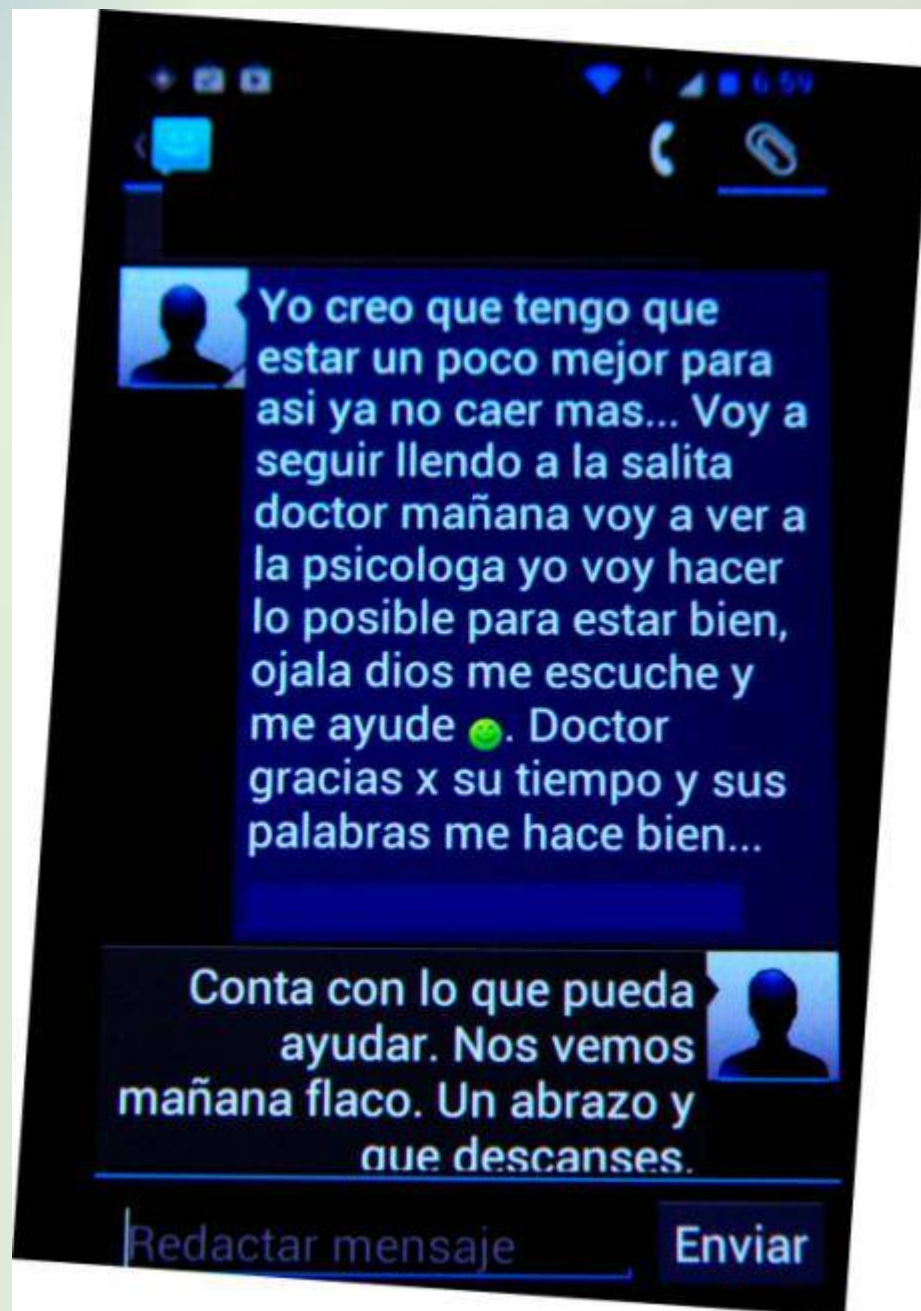 6:59
Yo creo que tengo que
estar un poco mejor para
asi ya no caer mas... Voy a
seguir llendo a la salita
doctor mañana voy a ver a
la psicologa yo voy hacer
lo posible para estar bien,
ojala dios me escuche y
me ayude . Doctor
gracias x su tiempo y sus
palabras me hace bien...
Conta con lo que pueda
ayudar. Nos vemos
mañana flaco. Un abrazo y
que descanses.
Redactar mensaje
Enviar